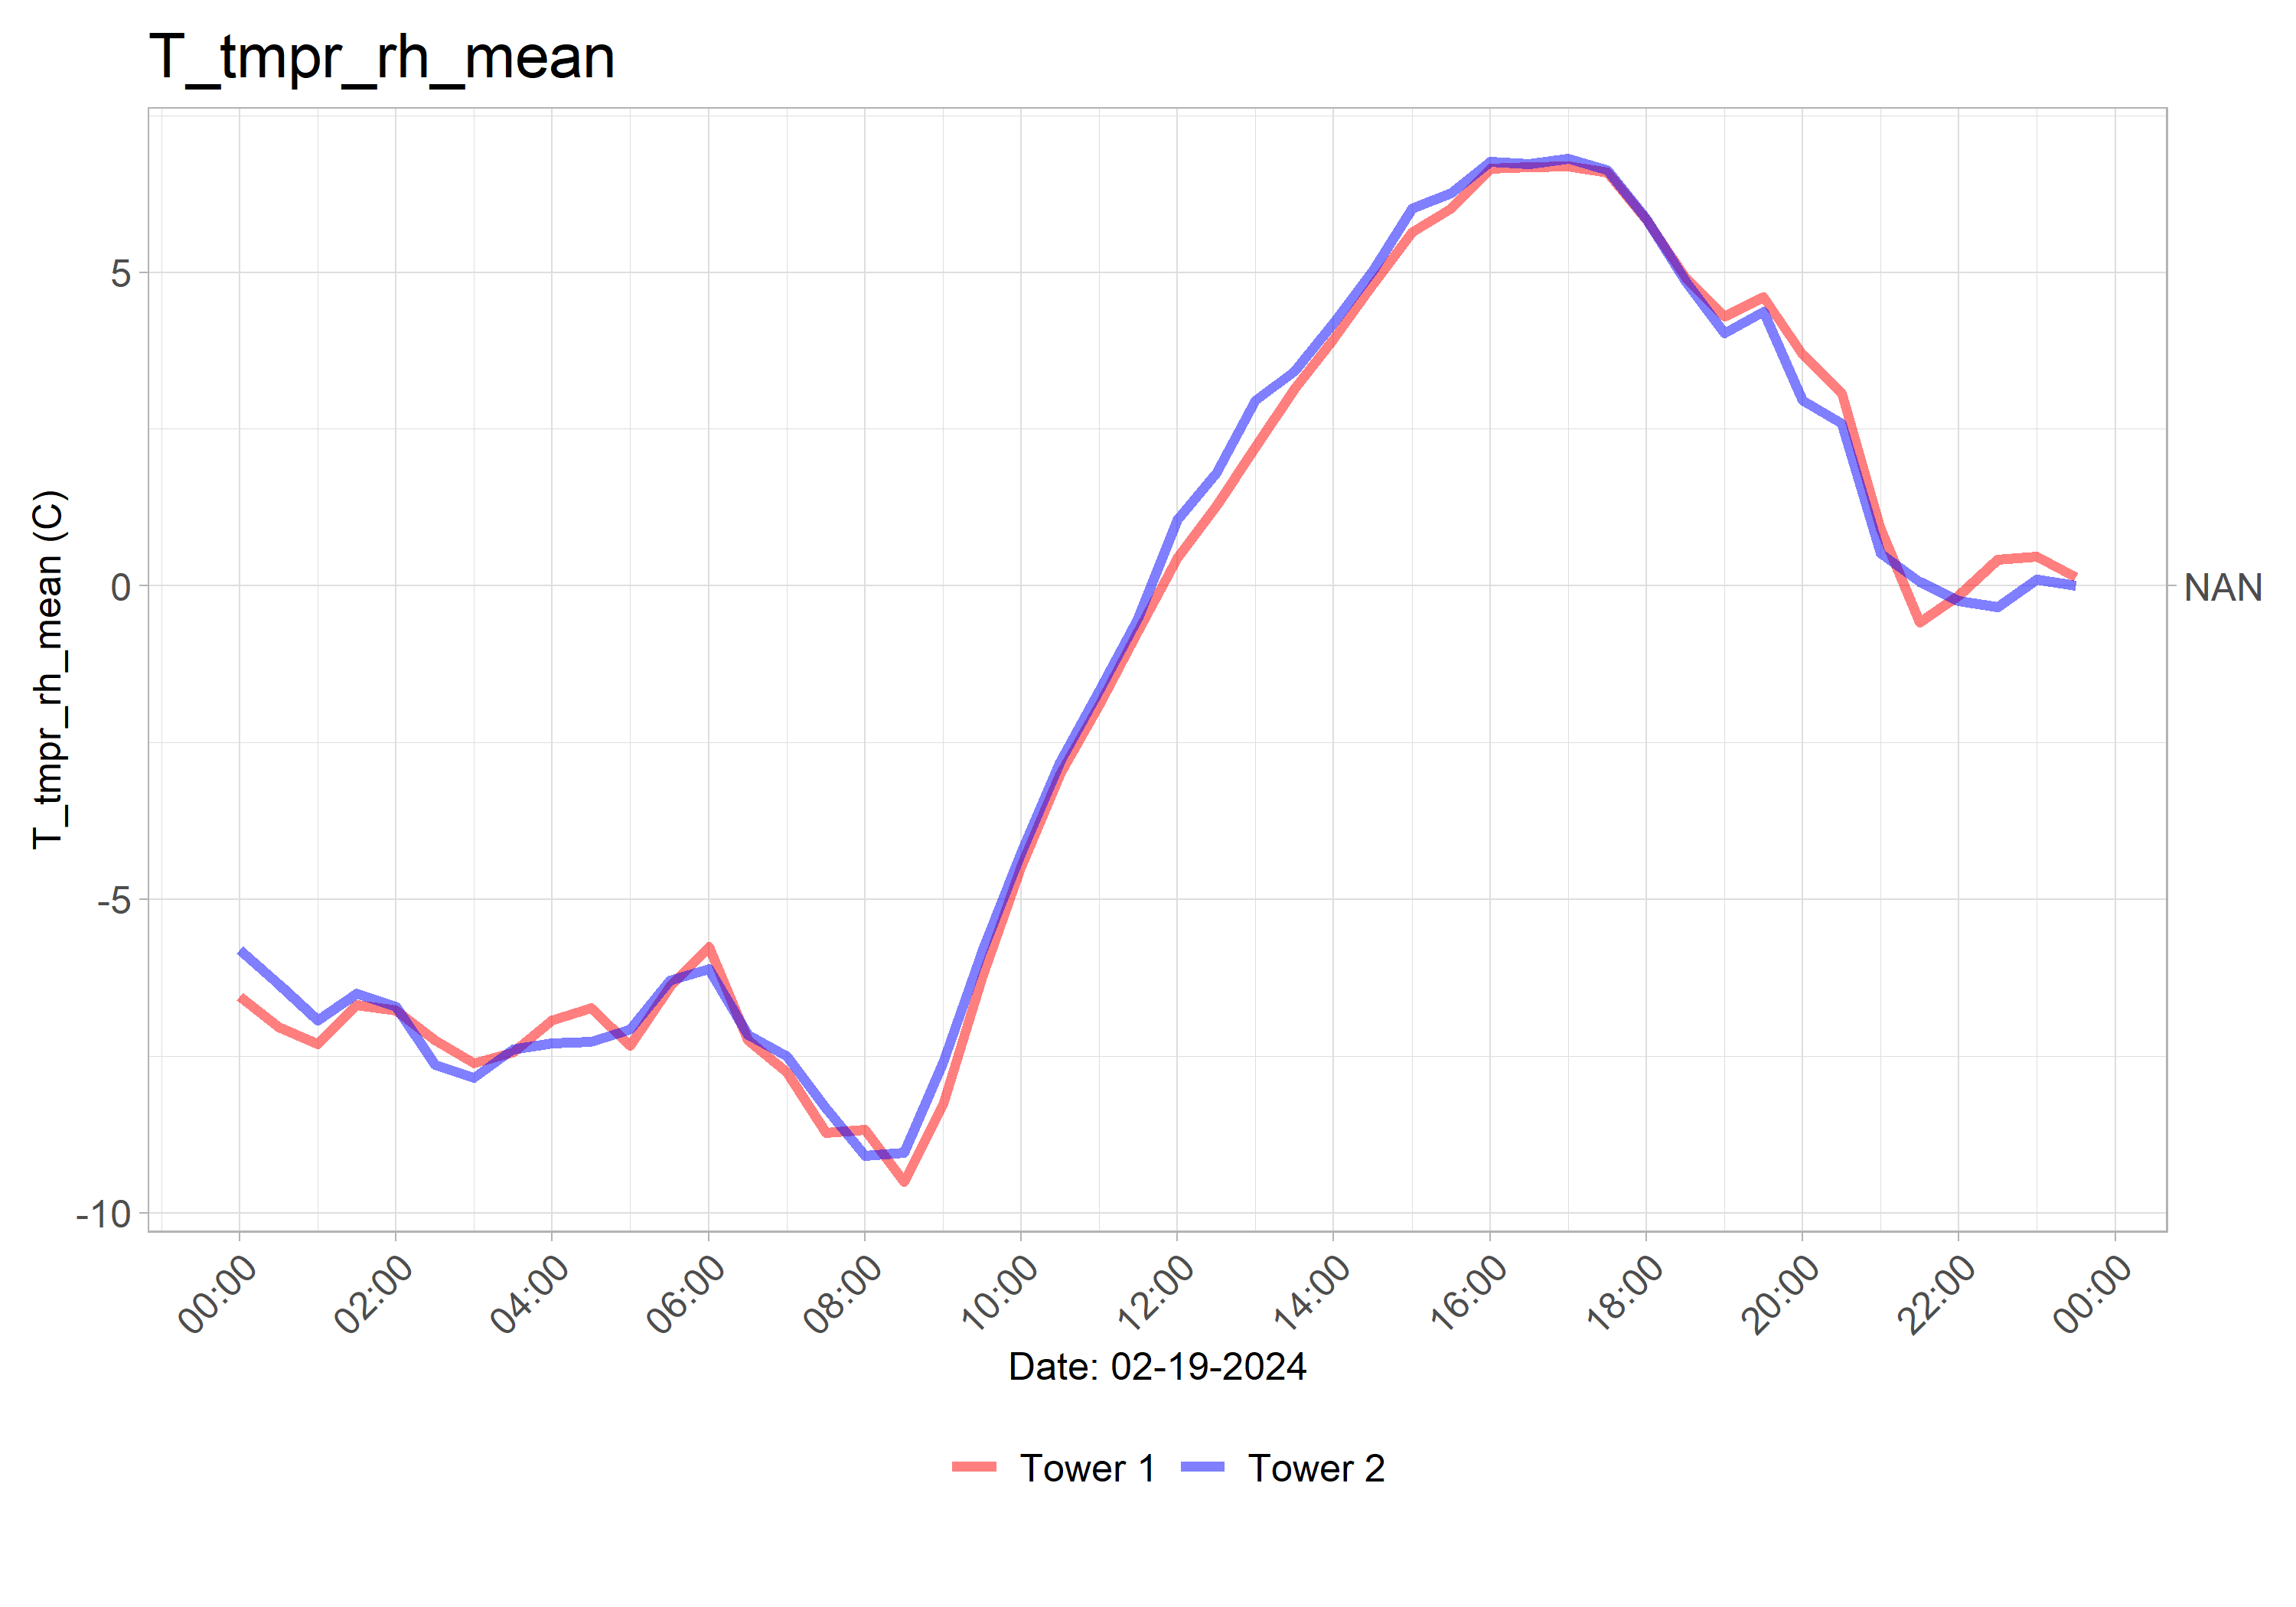 T_tmpr_rh_mean
T_tmpr_rh_mean (C)
5
0
-5
-10
NAN
00:00 02:00 04:00 06:00 08:00 10:00 12:00 14:00 16:00 18:00 20:00 22:00 00:00
Date: 02-19-2024
Tower 1 Tower 2